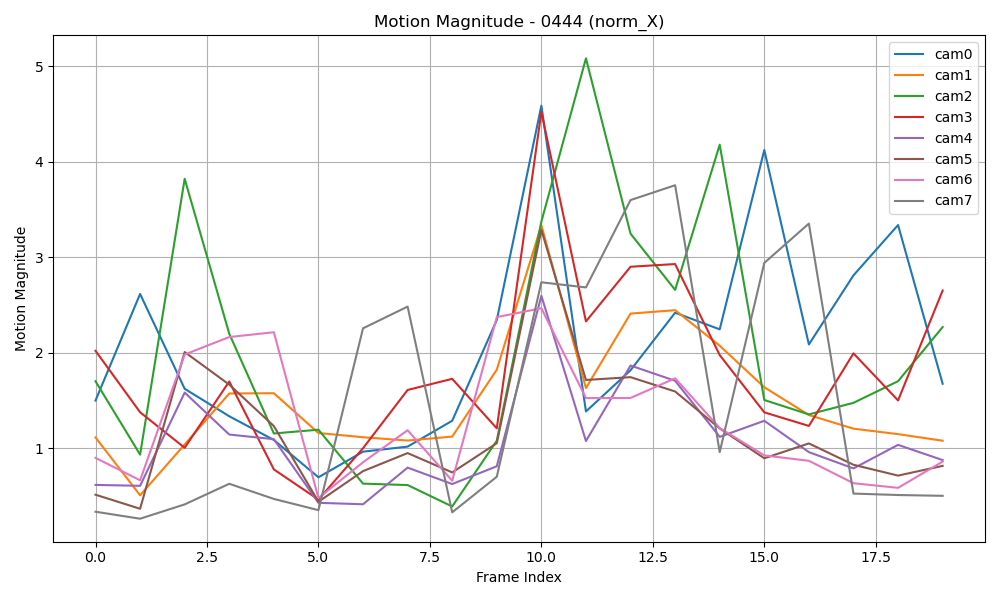 Motion Magnitude - 0444 (norm_X)
cam0
cam1
cam2
cam3
cam4
cam5
cam6
cam7
Motion Magnitude
5
4
3
2
1
0.0 2.5 5.0 7.5 10.0 12.5 15.0 17.5
Frame Index